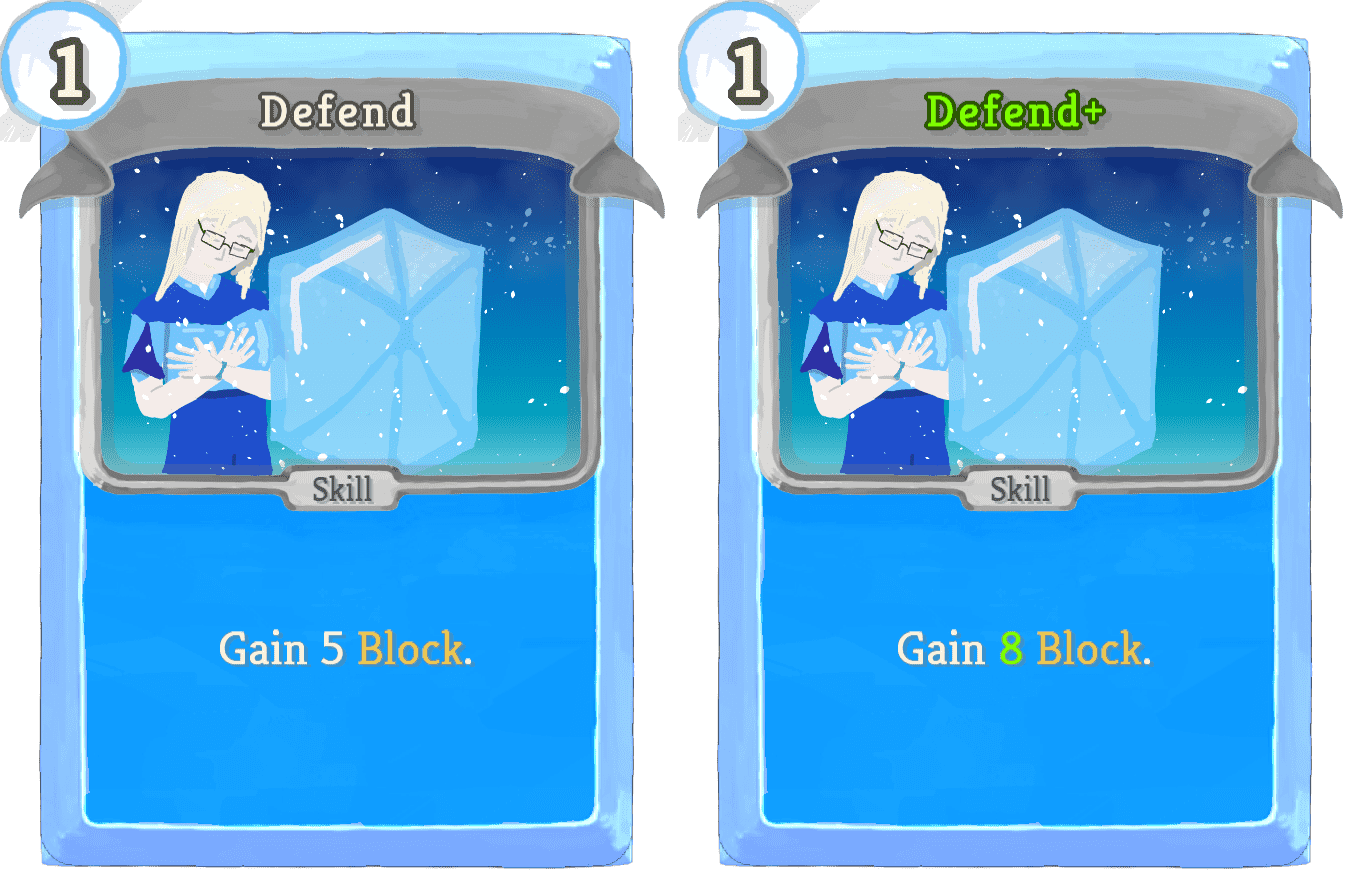 1
Defend
Skill
Gain 5 Block.
1
Defend+
Skill
Gain 8 Block.